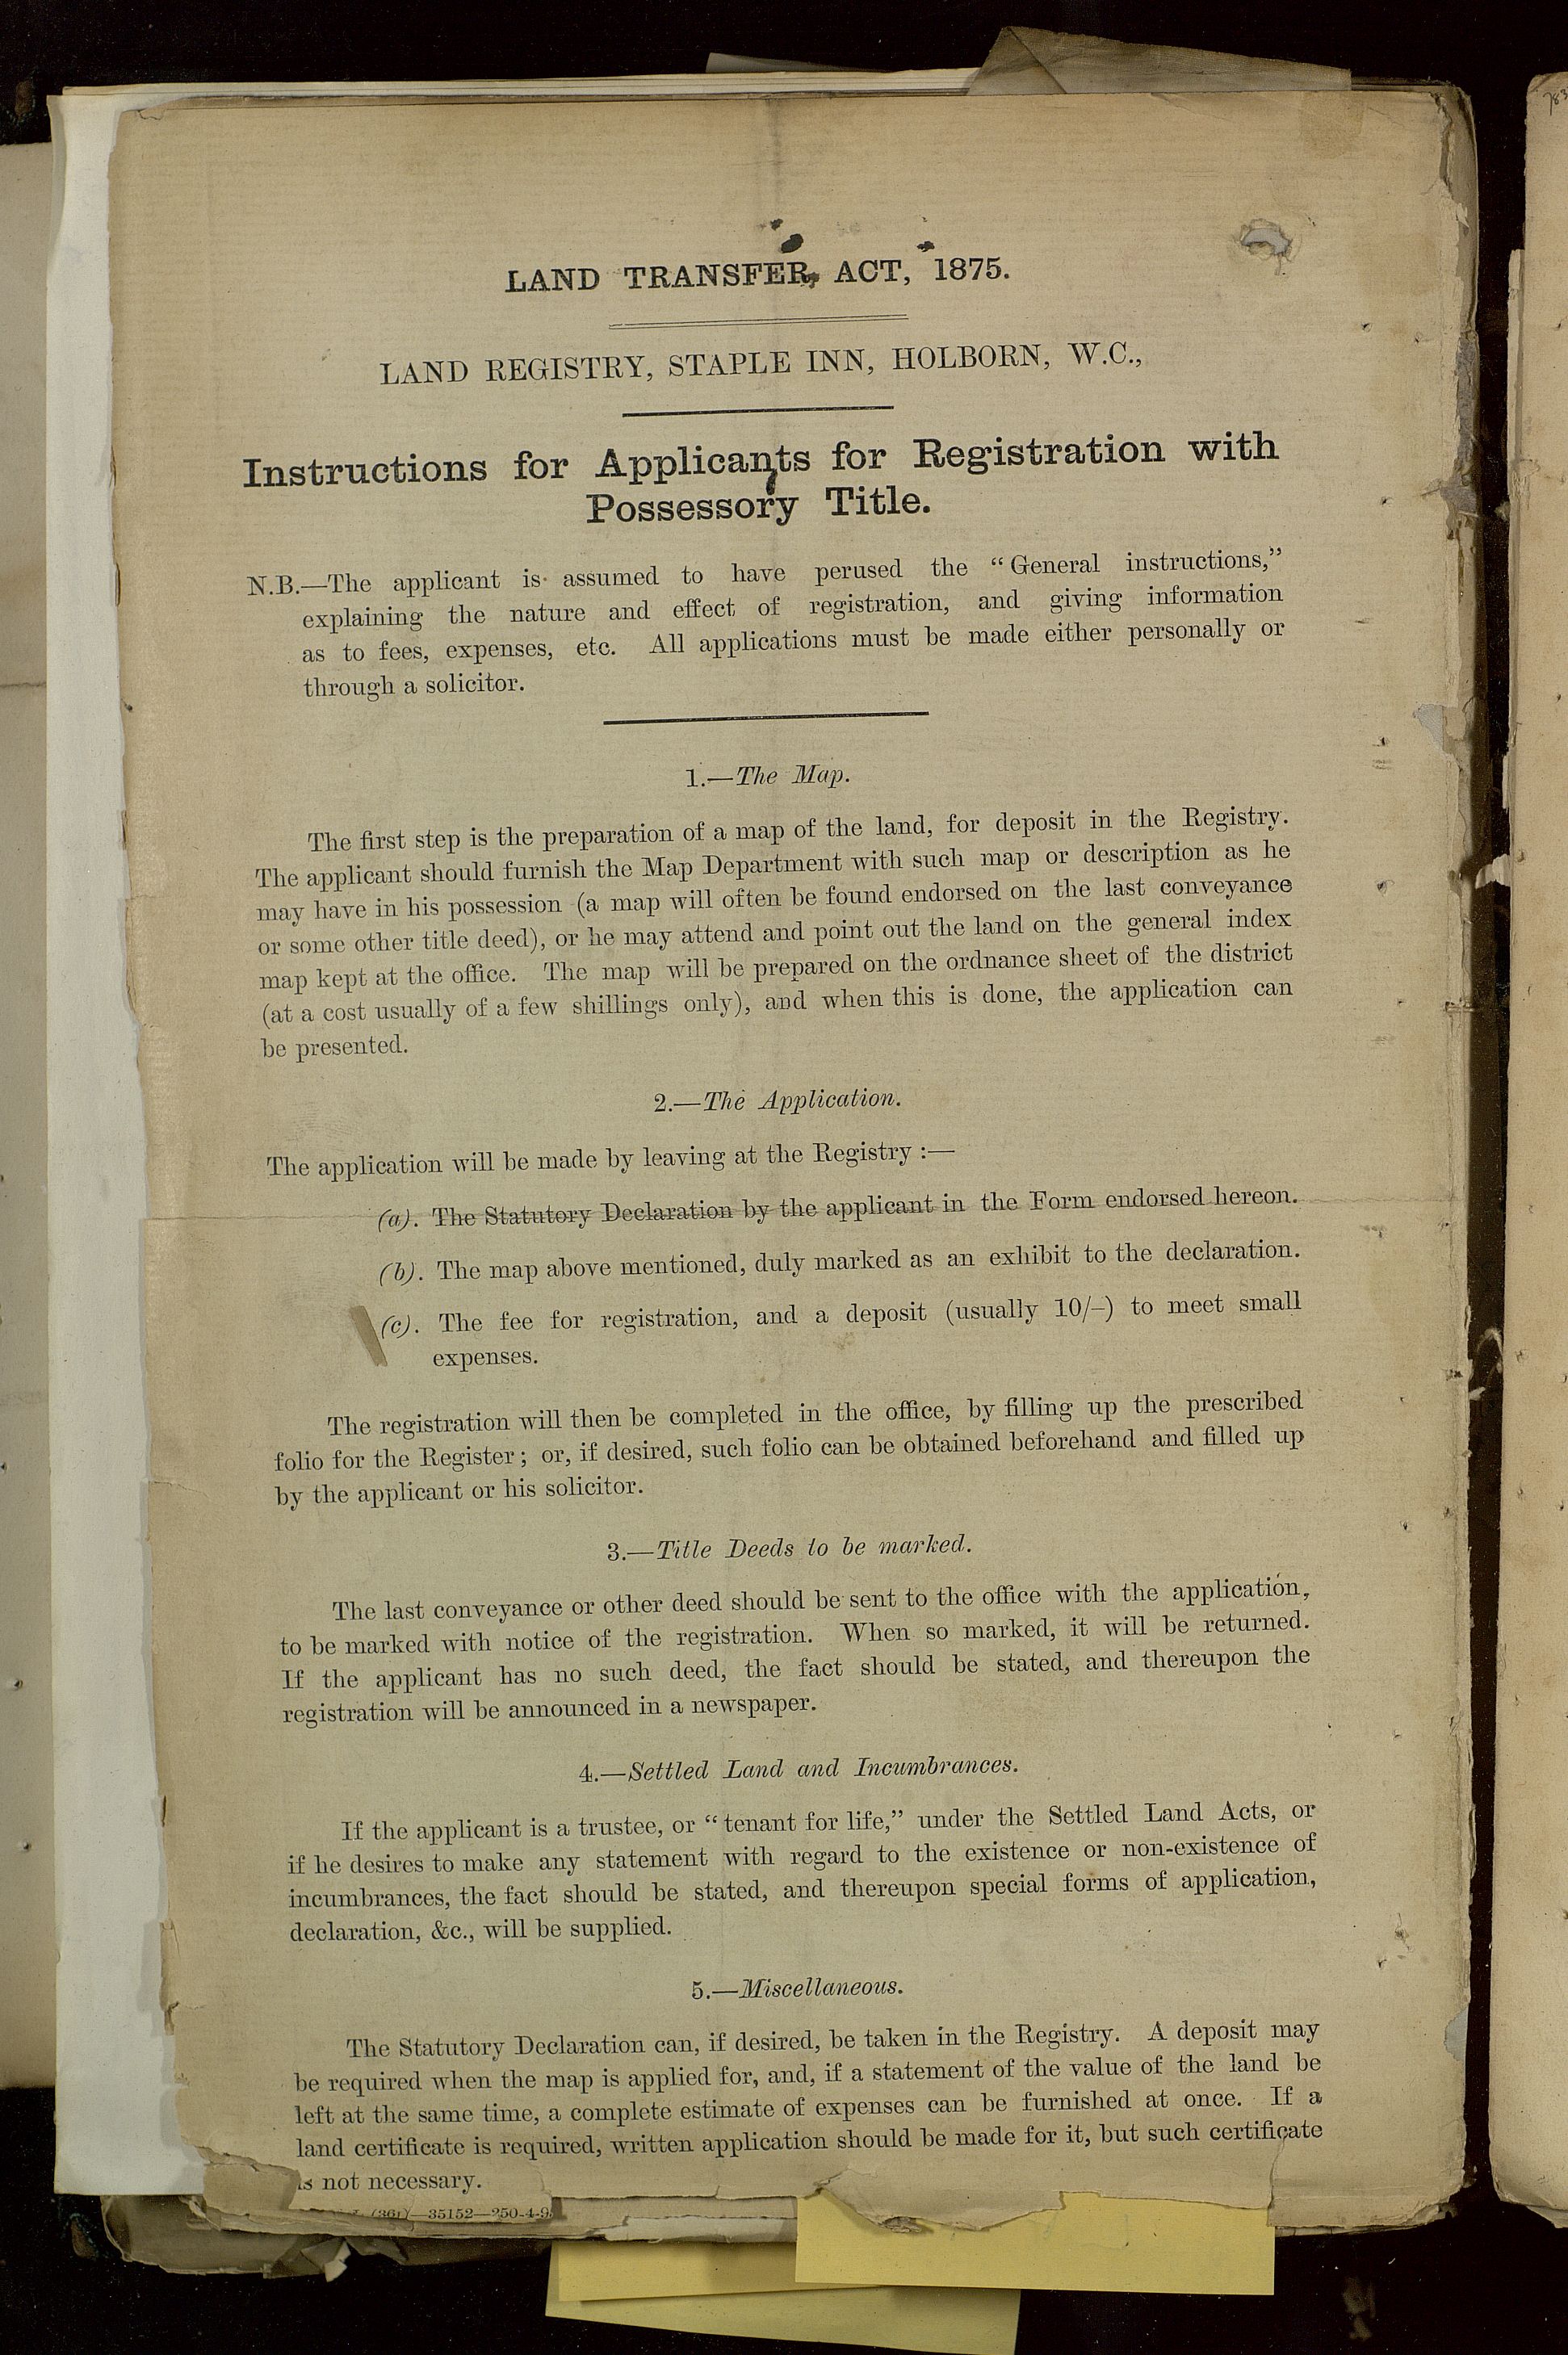 LAND TRANSFER ACT, 1875.
LAND REGISTRY, STAPLE INN, HOLBORN, W.C.,
Instructions for Applicants for Registration with
Possessory Title.
N.B.—The applicant is assumed to have perused the “General instructions,”
explaining the nature and effect of registration, and giving information
as to fees, expenses, etc. All applications must be made either personally or
through a solicitor.
1.—The Map.
The first step is the preparation of a map of the land, for deposit in the Registry.
The applicant should furnish the Map Department with such map or description as he
may have in his possession (a map will often be found endorsed on the last conveyance
or some other title deed), or he may attend and point out the land on the general index
map kept at the office. The map will be prepared on the ordnance sheet of the district
(at a cost usually of a few shillings only), and when this is done, the application can
be presented.
2.—The Application.
The application will be made by leaving at the Registry :—
(a). The Statutory Declaration by the applicant in the Form endorsed hereon.
(b). The map above mentioned, duly marked as an exhibit to the declaration.
(c). The fee for registration, and a deposit (usually 10/–) to meet small
expenses.
The registration will then be completed in the office, by filling up the prescribed
folio for the Register; or, if desired, such folio can be obtained beforehand and filled up
by the applicant or his solicitor.
3.—Title Deeds to be marked.
The last conveyance or other deed should be sent to the office with the application,
to be marked with notice of the registration. When so marked, it will be returned.
If the applicant has no such deed, the fact should be stated, and thereupon the
registration will be announced in a newspaper.
4.—Settled Land and Incumbrances.
If the applicant is a trustee, or “tenant for life,” under the Settled Land Acts, or
if he desires to make any statement with regard to the existence or non-existence of
incumbrances, the fact should be stated, and thereupon special forms of application,
declaration, &c., will be supplied.
5.—Miscellaneous.
The Statutory Declaration can, if desired, be taken in the Registry. A deposit may
be required when the map is applied for, and, if a statement of the value of the land be
left at the same time, a complete estimate of expenses can be furnished at once. If a
land certificate is required, written application should be made for it, but such certificate
is not necessary.
(361)—35152—250-4-9